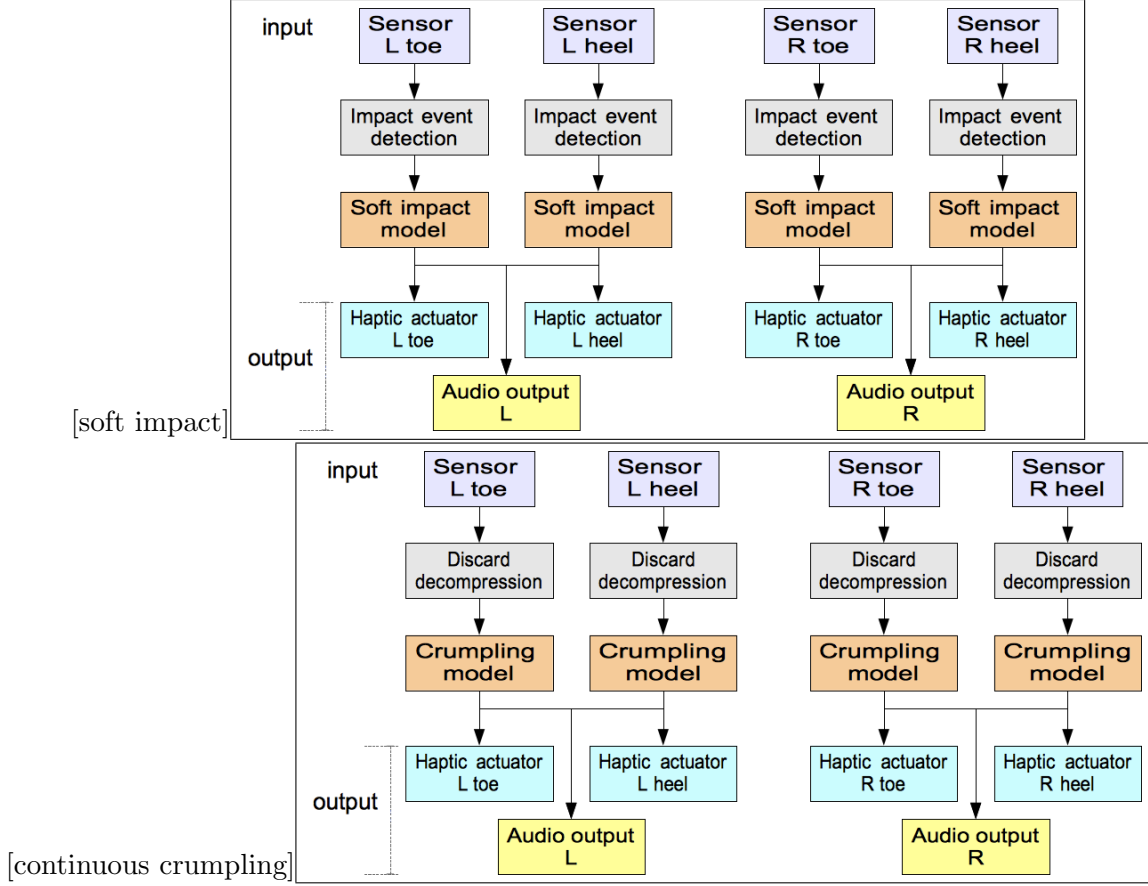 input
Sensor
L toe
Sensor
L heel
Sensor
R toe
Sensor
R heel
Impact event
detection
Impact event
detection
Impact event
detection
Impact event
detection
Soft impact
model
Soft impact
model
Soft impact
model
Soft impact
model
Haptic actuator
L toe
Haptic actuator
L heel
Haptic actuator
R toe
Haptic actuator
R heel
output
Audio output
L
Audio output
R
[soft impact]
input
Sensor
L toe
Sensor
L heel
Sensor
R toe
Sensor
R heel
Discard
decompression
Discard
decompression
Discard
decompression
Discard
decompression
Crumpling
model
Crumpling
model
Crumpling
model
Crumpling
model
Haptic actuator
L toe
Haptic actuator
L heel
Haptic actuator
R toe
Haptic actuator
R heel
output
Audio output
L
Audio output
R
[continuous crumpling]